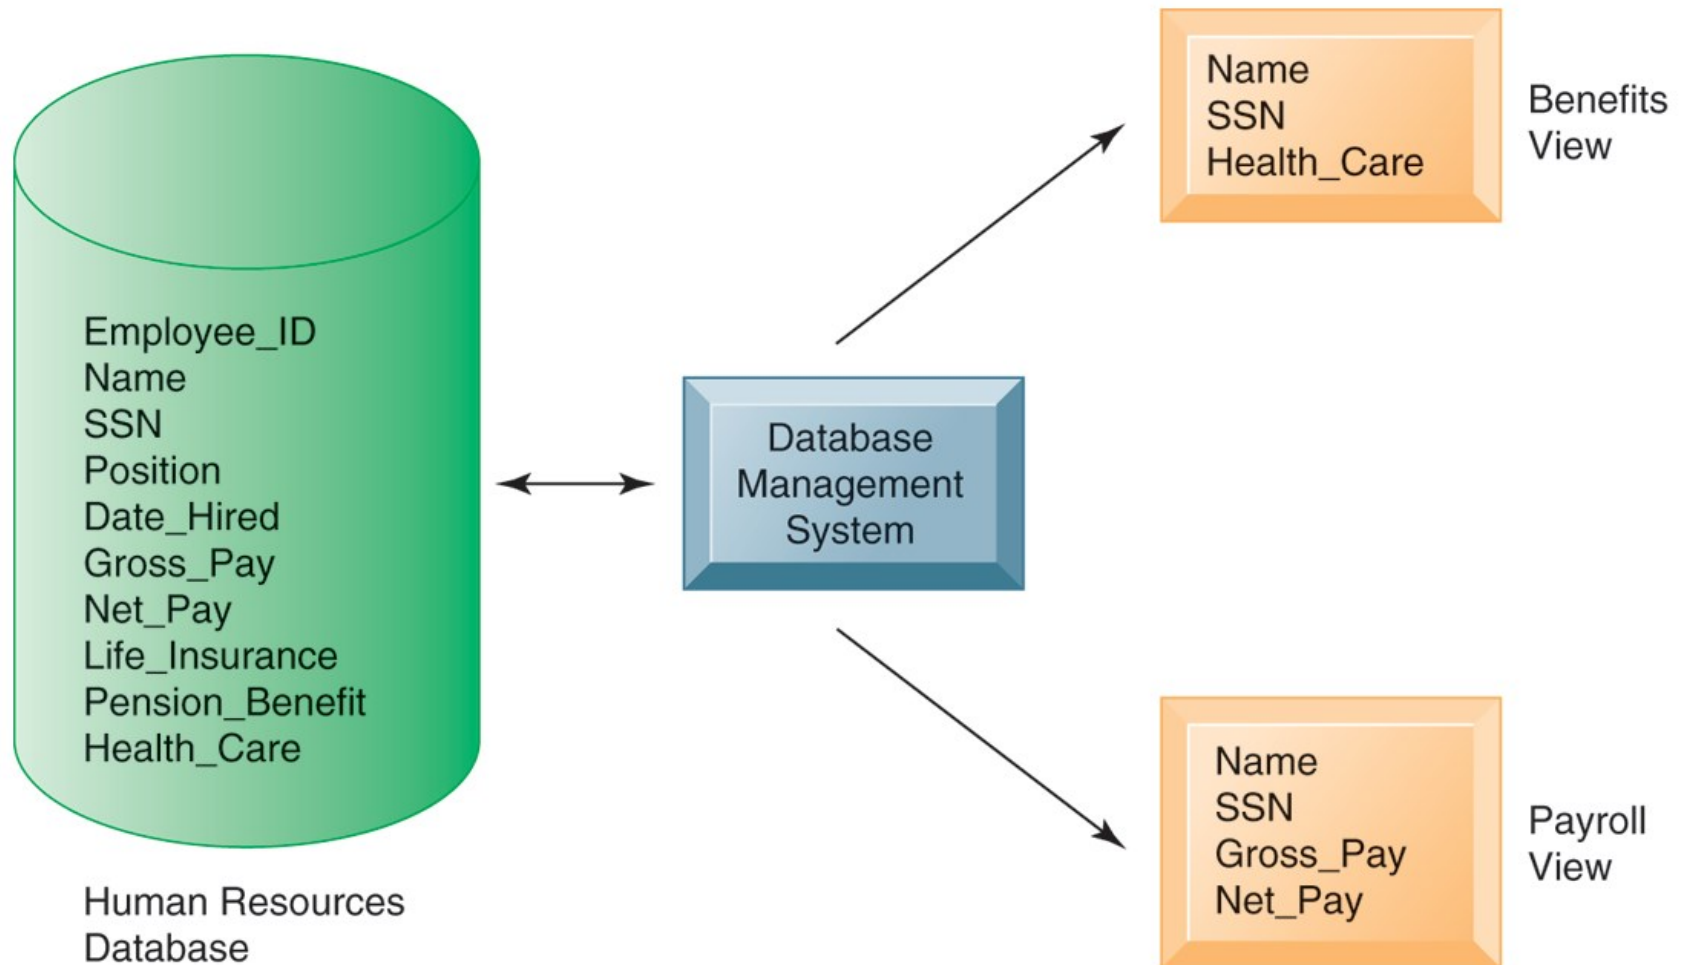 Employee_ID
Name
SSN
Position
Date_Hired
Gross_Pay
Net_Pay
Life_Insurance
Pension_Benefit
Health_Care
Human Resources
Database
Database
Management
System
Name
SSN
Health_Care
Benefits
View
Name
SSN
Gross_Pay
Net_Pay
Payroll
View